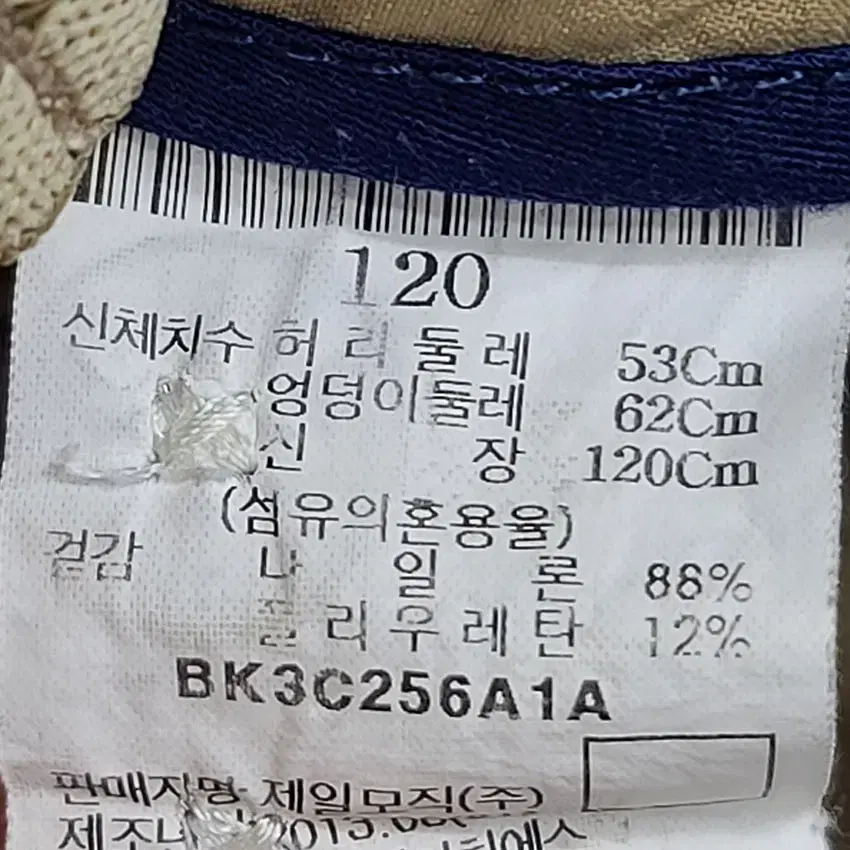 120
신체치수 허 리 둘 레 53Cm
엉덩이둘레 62Cm
신 장 120Cm
(섬유의혼용율)
겉감 나 일 론 88%
폴 리 우 레 탄 12%
BK3C256A1A
판매자명 제일모직(주)